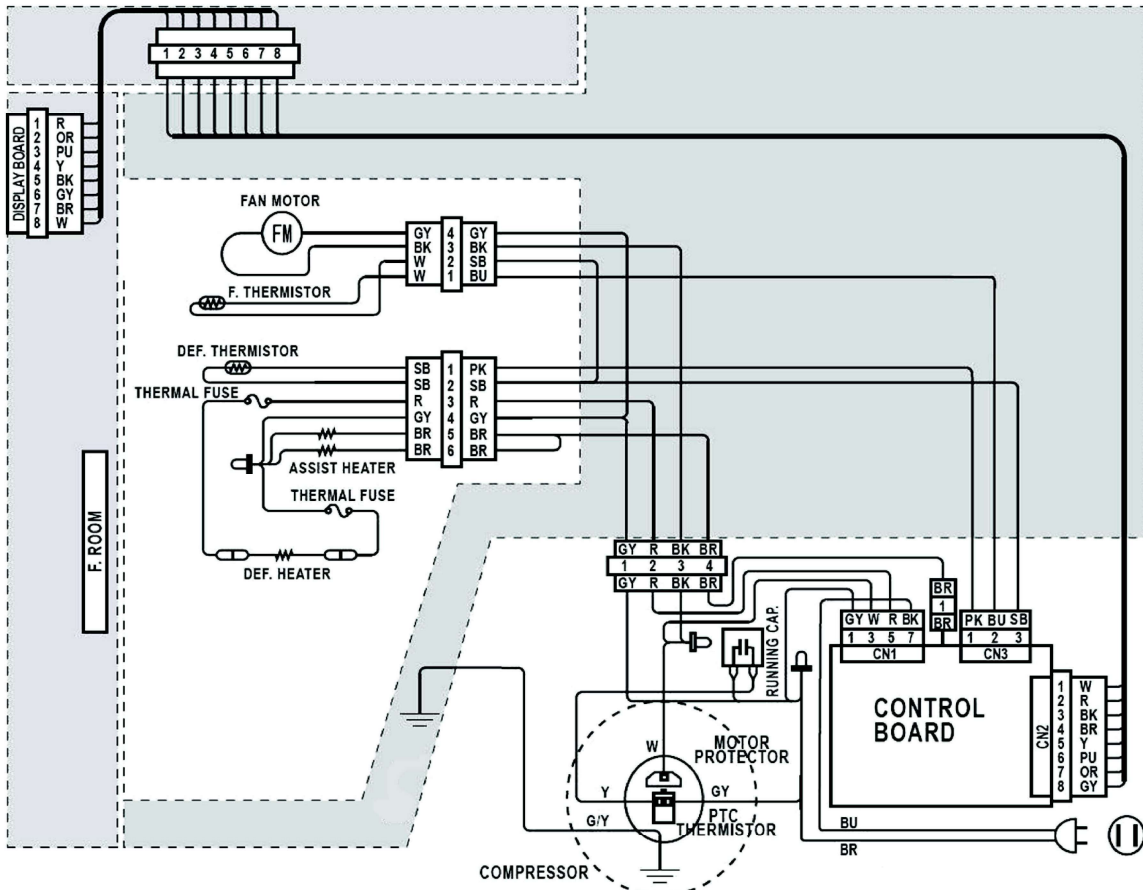 1 2 3 4 5 6 7 8
DISPLAY BOARD
1 R
2 OR
3 PU
4 Y
5 BK
6 GY
7 BR
8 W
FAN MOTOR
FM
GY 4 GY
BK 3 BK
W 2 SB
W 1 BU
F. THERMISTOR
DEF. THERMISTOR
SB 1 PK
SB 2 SB
THERMAL FUSE
R 3 R
GY 4 GY
BR 5 BR
BR 6 BR
ASSIST HEATER
THERMAL FUSE
DEF. HEATER
F. ROOM
GY R BK BR
1 2 3 4
GY R BK BR
BR
1
BR
RUNNING CAP.
GY W R BK
1 3 5 7
CN1
PK BU SB
1 2 3
CN3
CONTROL
BOARD
CN2
1 W
2 R
3 BK
4 BR
5 Y
6 PU
7 OR
8 GY
W
MOTOR
PROTECTOR
Y
GY
PTC
THERMISTOR
G/Y
COMPRESSOR
BU
BR